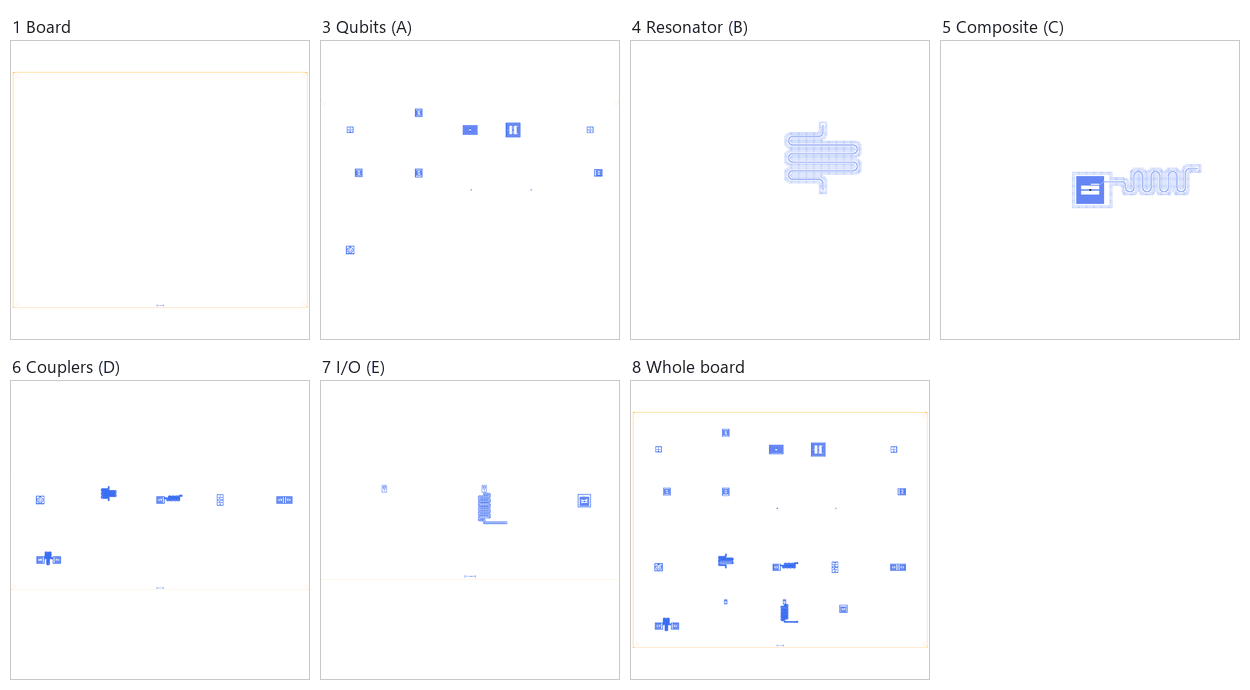 1 Board
3 Qubits (A)
4 Resonator (B)
5 Composite (C)
6 Couplers (D)
7 I/O (E)
8 Whole board